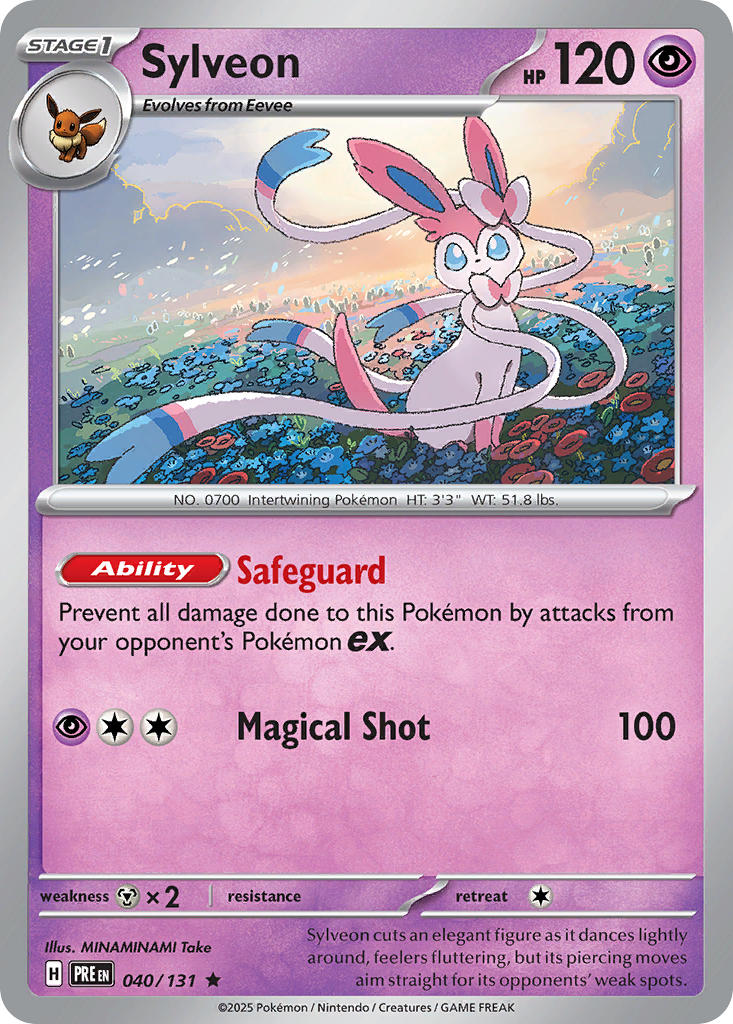 STAGE1
Sylveon
HP 120
Evolves from Eevee
NO. 0700 Intertwining Pokémon HT: 3'3" WT: 51.8 lbs.
Ability Safeguard
Prevent all damage done to this Pokémon by attacks from
your opponent's Pokémon ex.
Magical Shot 100
weakness ×2 resistance retreat
Illus. MINAMINAMI Take
H PRE EN 040/131 ★
Sylveon cuts an elegant figure as it dances lightly
around, feelers fluttering, but its piercing moves
aim straight for its opponents' weak spots.
©2025 Pokémon / Nintendo / Creatures / GAME FREAK